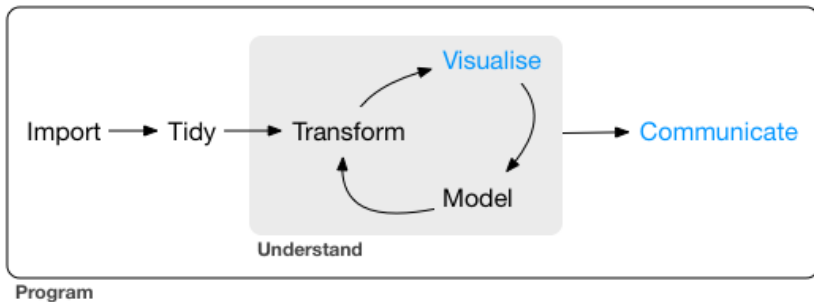 Visualise
Import
Tidy
Transform
Communicate
Model
Understand
Program